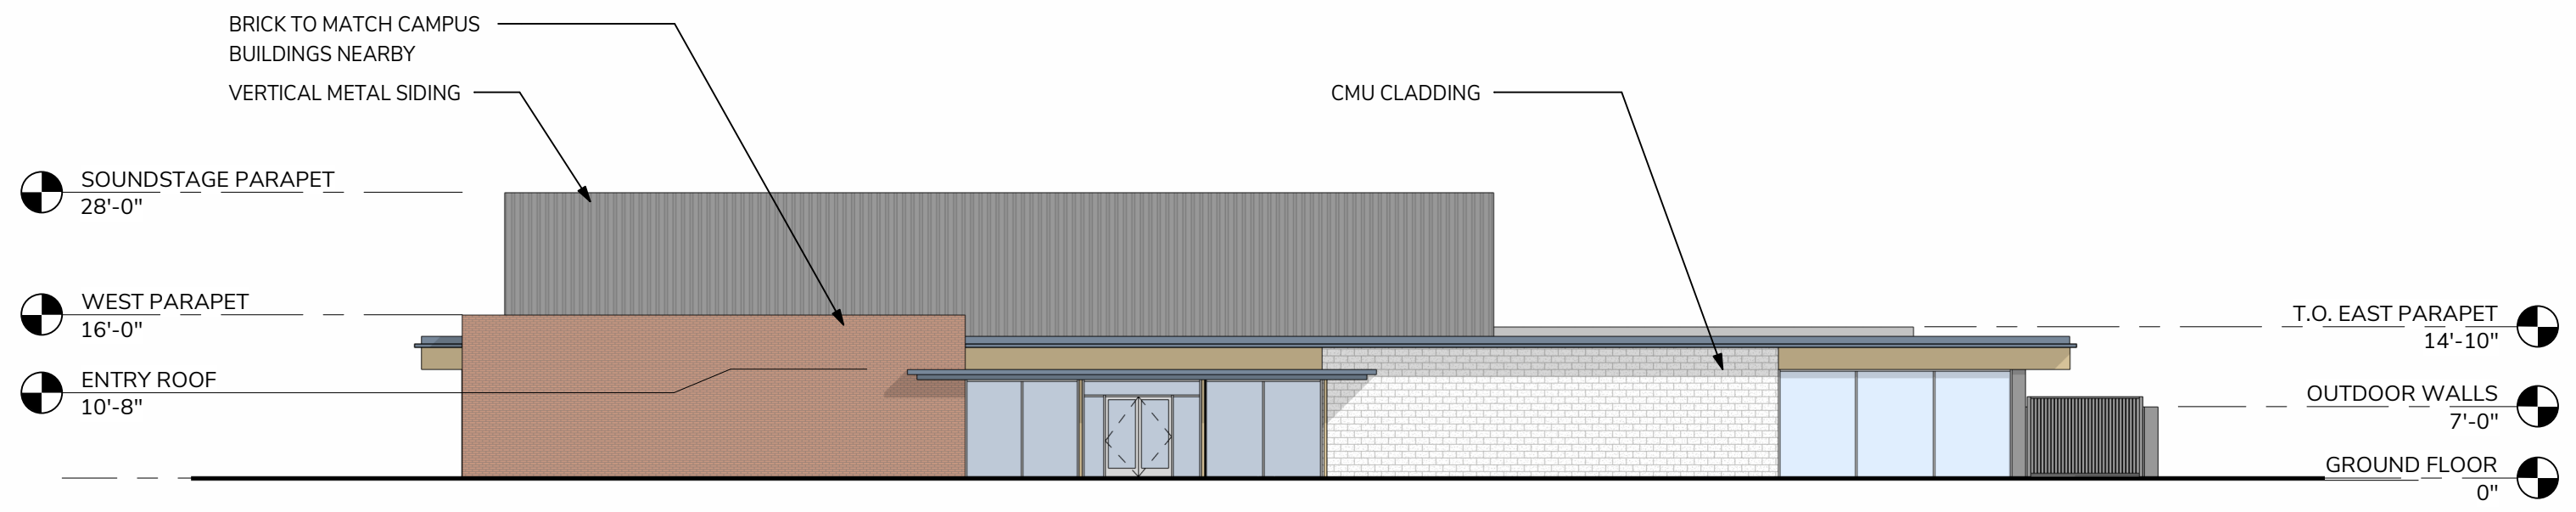 BRICK TO MATCH CAMPUS
BUILDINGS NEARBY
VERTICAL METAL SIDING
CMU CLADDING
SOUNDSTAGE PARAPET
28'-0"
WEST PARAPET
16'-0"
ENTRY ROOF
10'-8"
T.O. EAST PARAPET
14'-10"
OUTDOOR WALLS
7'-0"
GROUND FLOOR
0"